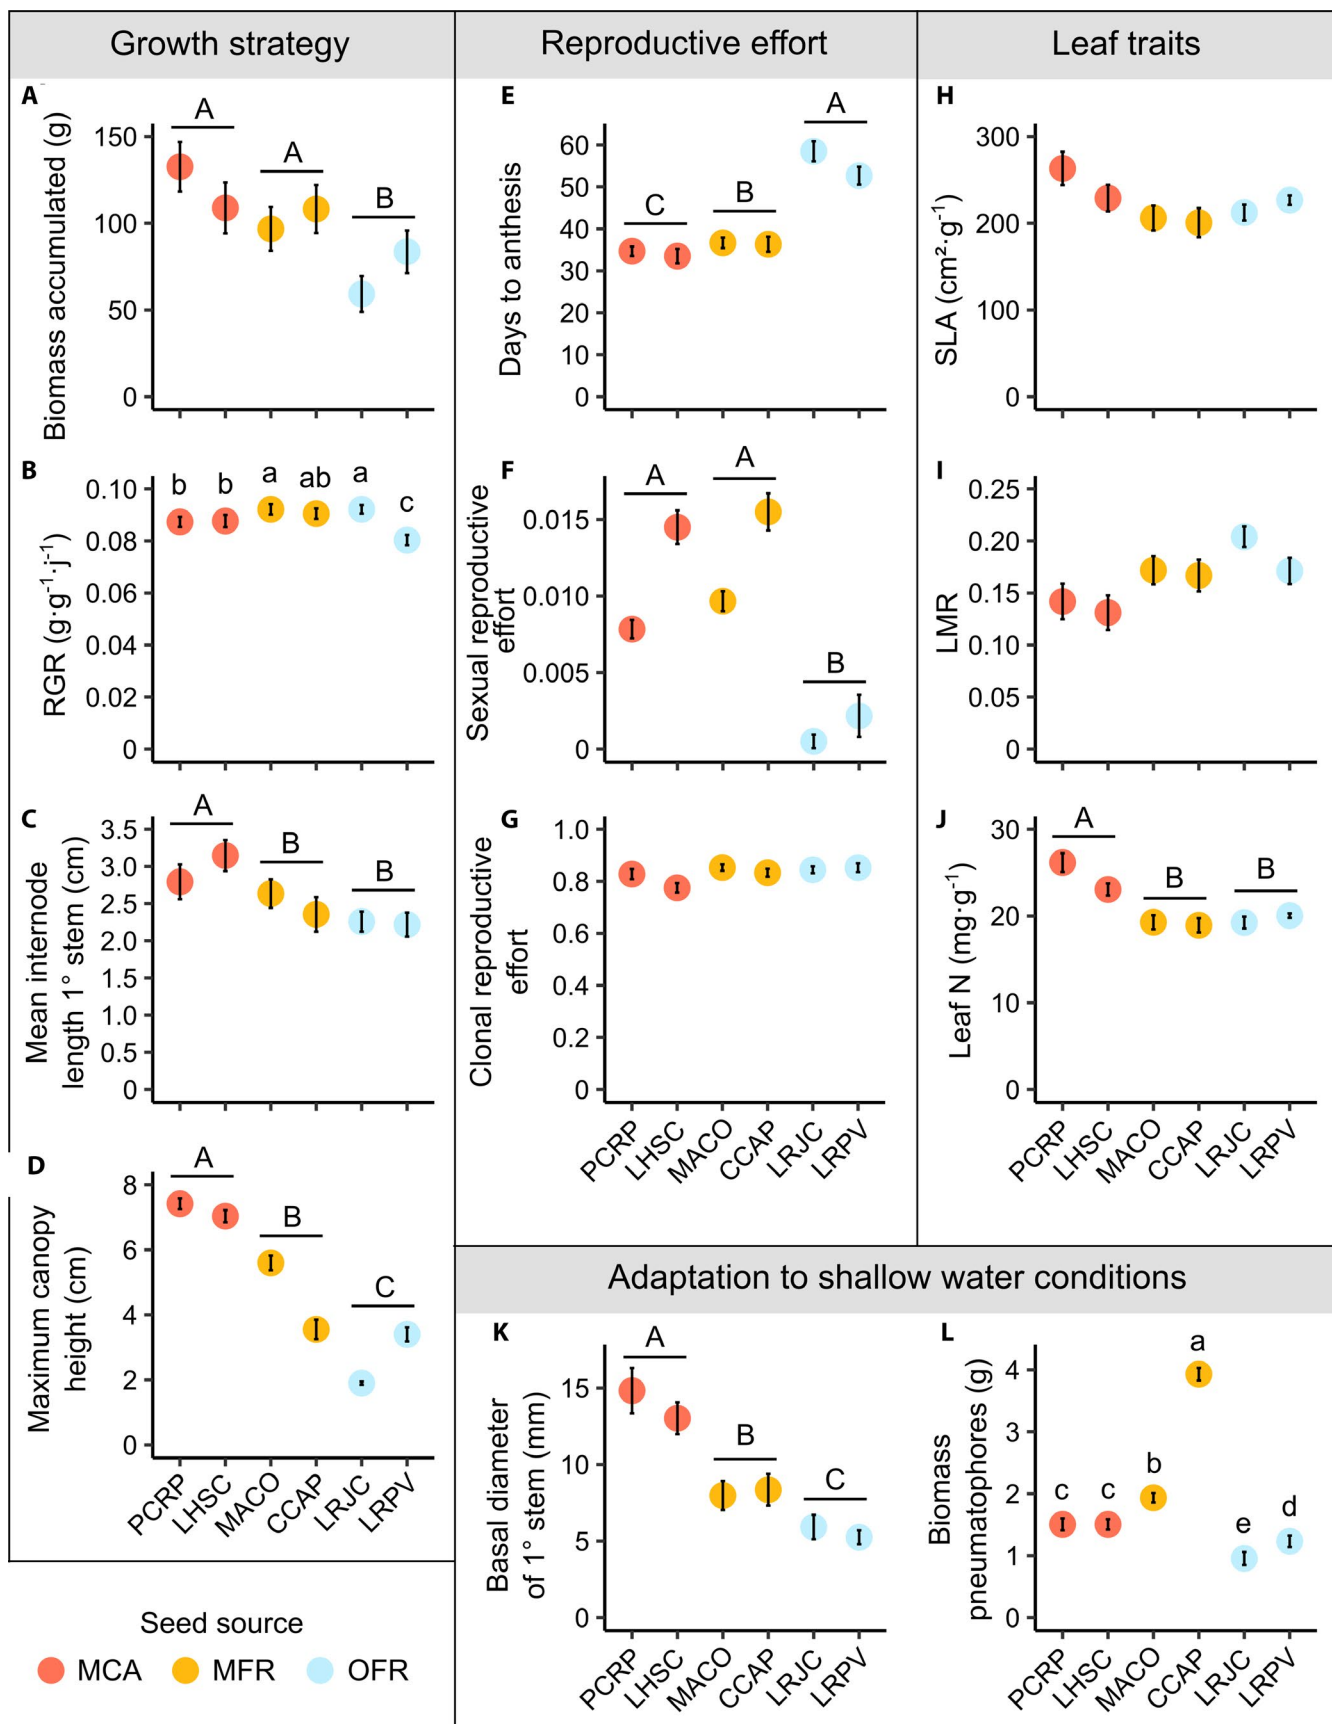 Growth strategy
Reproductive effort
Leaf traits
A
Biomass accumulated (g)
150
100
50
0
A
A
B
B
RGR (g·g⁻¹·j⁻¹)
0.10
0.08
0.06
0.04
0.02
0
b b a ab a c
C
Mean internode
length 1° stem (cm)
3.5
3.0
2.5
2.0
1.5
1.0
0.5
0
A
B
B
D
Maximum canopy
height (cm)
8
6
4
2
0
A
B
C
PCRP LHSC MACO CCAP LRJC LRPV
E
Days to anthesis
60
50
40
30
20
10
0
C
B
A
F
Sexual reproductive
effort
0.015
0.010
0.005
0
A
A
B
G
Clonal reproductive
effort
1.0
0.8
0.6
0.4
0.2
0
PCRP LHSC MACO CCAP LRJC LRPV
H
SLA (cm²·g⁻¹)
300
200
100
0
I
LMR
0.25
0.20
0.15
0.10
0.05
0
J
Leaf N (mg·g⁻¹)
30
20
10
0
A
B
B
PCRP LHSC MACO CCAP LRJC LRPV
Adaptation to shallow water conditions
K
Basal diameter
of 1° stem (mm)
15
10
5
0
A
B
C
PCRP LHSC MACO CCAP LRJC LRPV
L
Biomass
pneumatophores (g)
4
3
2
1
0
c c b a e d
PCRP LHSC MACO CCAP LRJC LRPV
Seed source
MCA MFR OFR